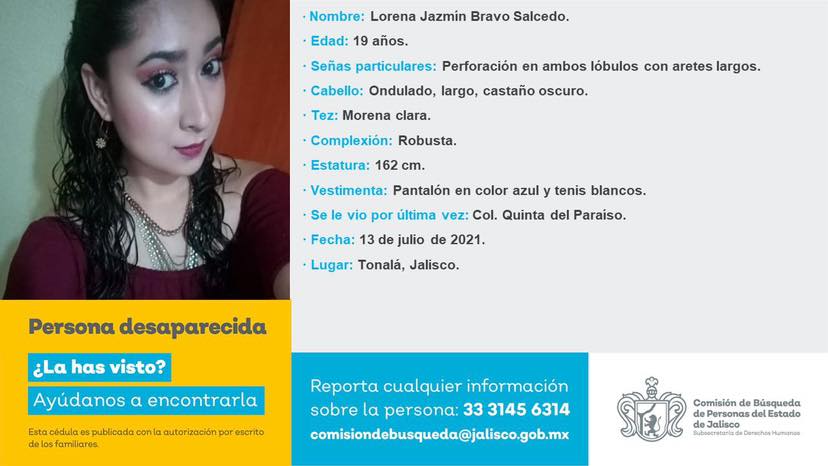 · Nombre: Lorena Jazmín Bravo Salcedo.
· Edad: 19 años.
· Señas particulares: Perforación en ambos lóbulos con aretes largos.
· Cabello: Ondulado, largo, castaño oscuro.
· Tez: Morena clara.
· Complexión: Robusta.
· Estatura: 162 cm.
· Vestimenta: Pantalón en color azul y tenis blancos.
· Se le vio por última vez: Col. Quinta del Paraíso.
· Fecha: 13 de julio de 2021.
· Lugar: Tonalá, Jalisco.
Persona desaparecida
¿La has visto?
Ayúdanos a encontrarla
Esta cédula es publicada con la autorización por escrito
de los familiares.
Reporta cualquier información
sobre la persona: 33 3145 6314
comisiondebusqueda@jalisco.gob.mx
Comisión de Búsqueda
de Personas del Estado
de Jalisco
Subsecretaría de Derechos Humanos